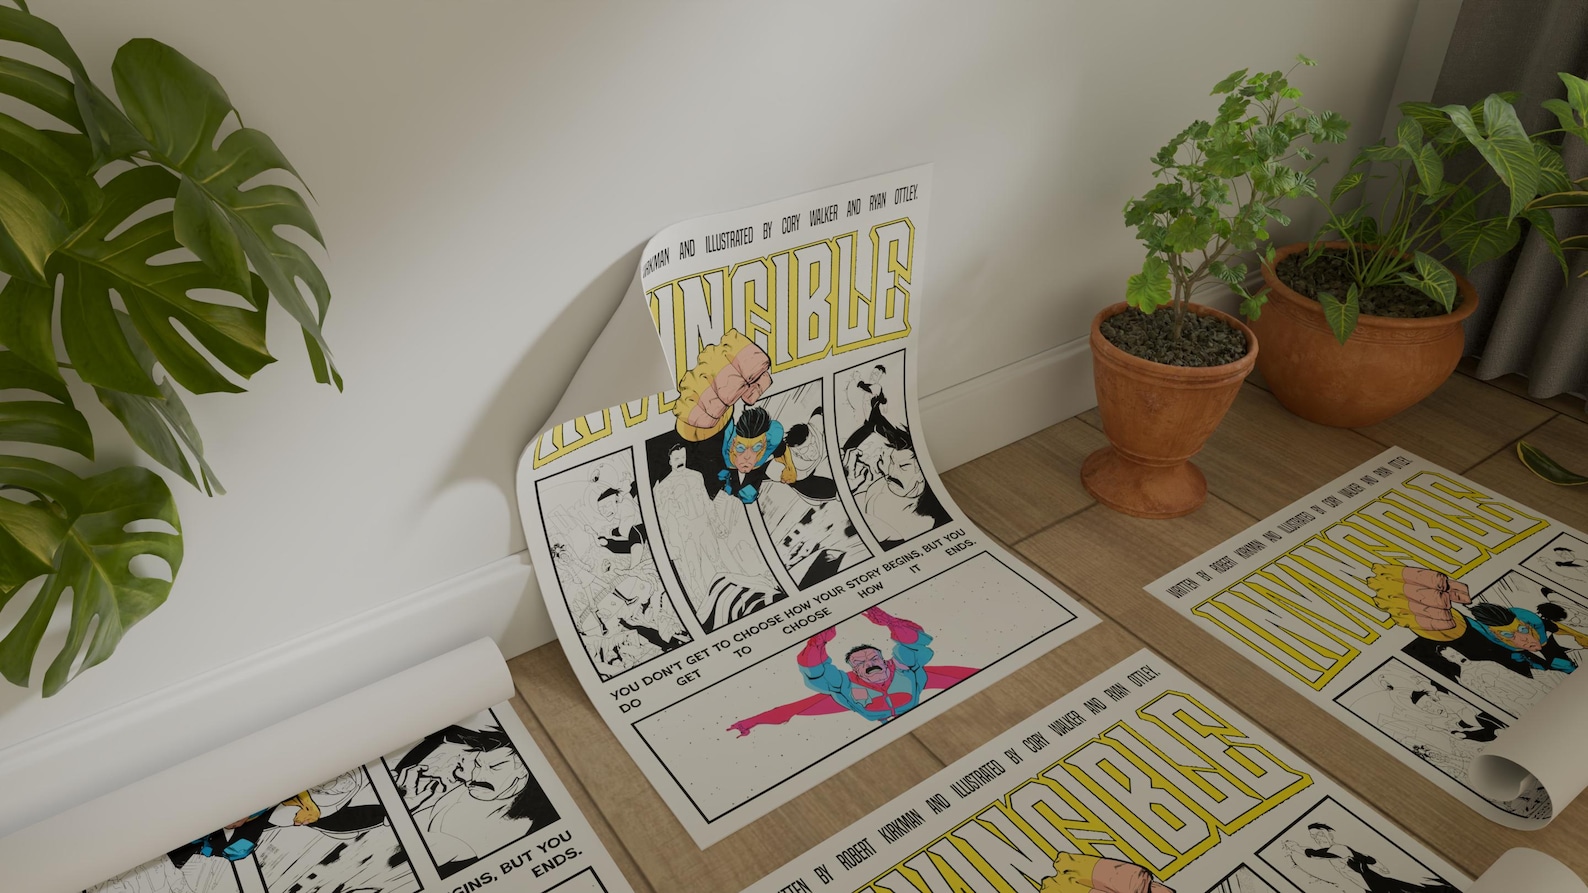 KIRKMAN AND ILLUSTRATED BY CORY WALKER AND RYAN OTTLEY.
INVINCIBLE
YOU DON'T GET TO CHOOSE HOW YOUR STORY BEGINS, BUT YOU
DO GET TO CHOOSE HOW IT ENDS.
WRITTEN BY ROBERT KIRKMAN AND ILLUSTRATED BY CORY WALKER AND RYAN OTTLEY
INVINCIBLE
TTEN BY ROBERT KIRKMAN AND ILLUSTRATED BY CORY WALKER AND RYAN OTTLEY.
INVINCIBLE
GINS, BUT YOU
ENDS.